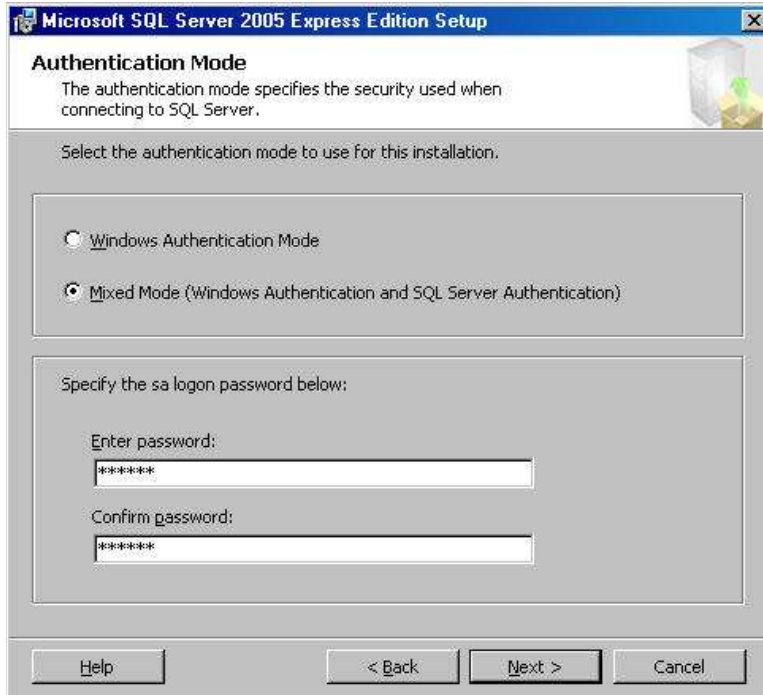 Microsoft SQL Server 2005 Express Edition Setup
Authentication Mode
The authentication mode specifies the security used when
connecting to SQL Server.
Select the authentication mode to use for this installation.
Windows Authentication Mode
Mixed Mode (Windows Authentication and SQL Server Authentication)
Specify the sa logon password below:
Enter password:
******
Confirm password:
******
Help
< Back
Next >
Cancel